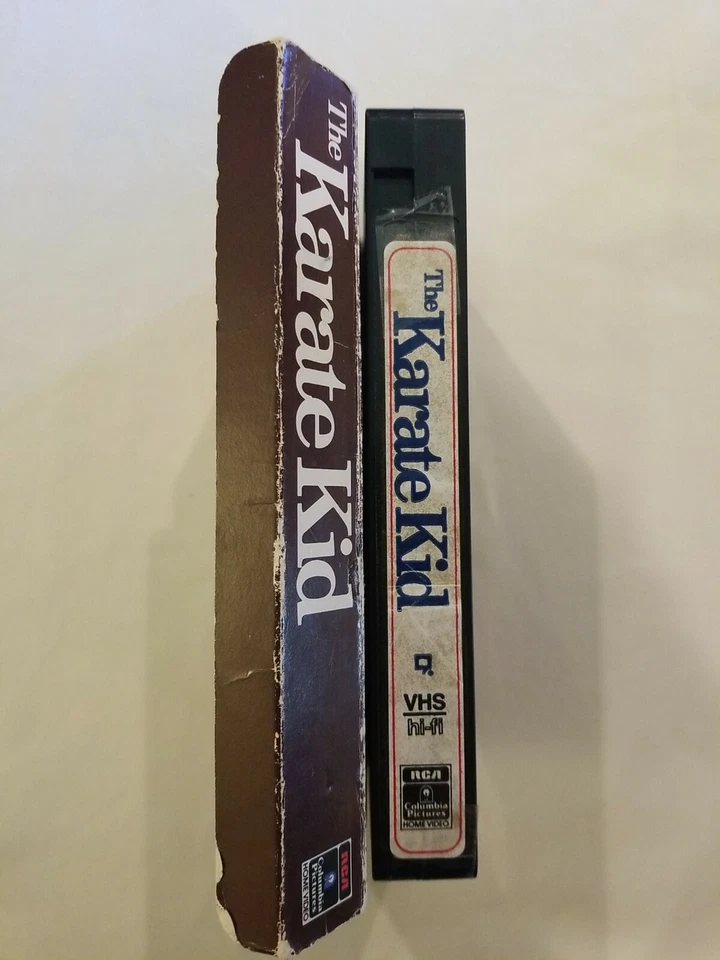 The
Karate Kid
RCA
Columbia
Pictures
HOME VIDEO
The
Karate Kid
VHS
hi-fi
RCA
Columbia
Pictures
HOME VIDEO